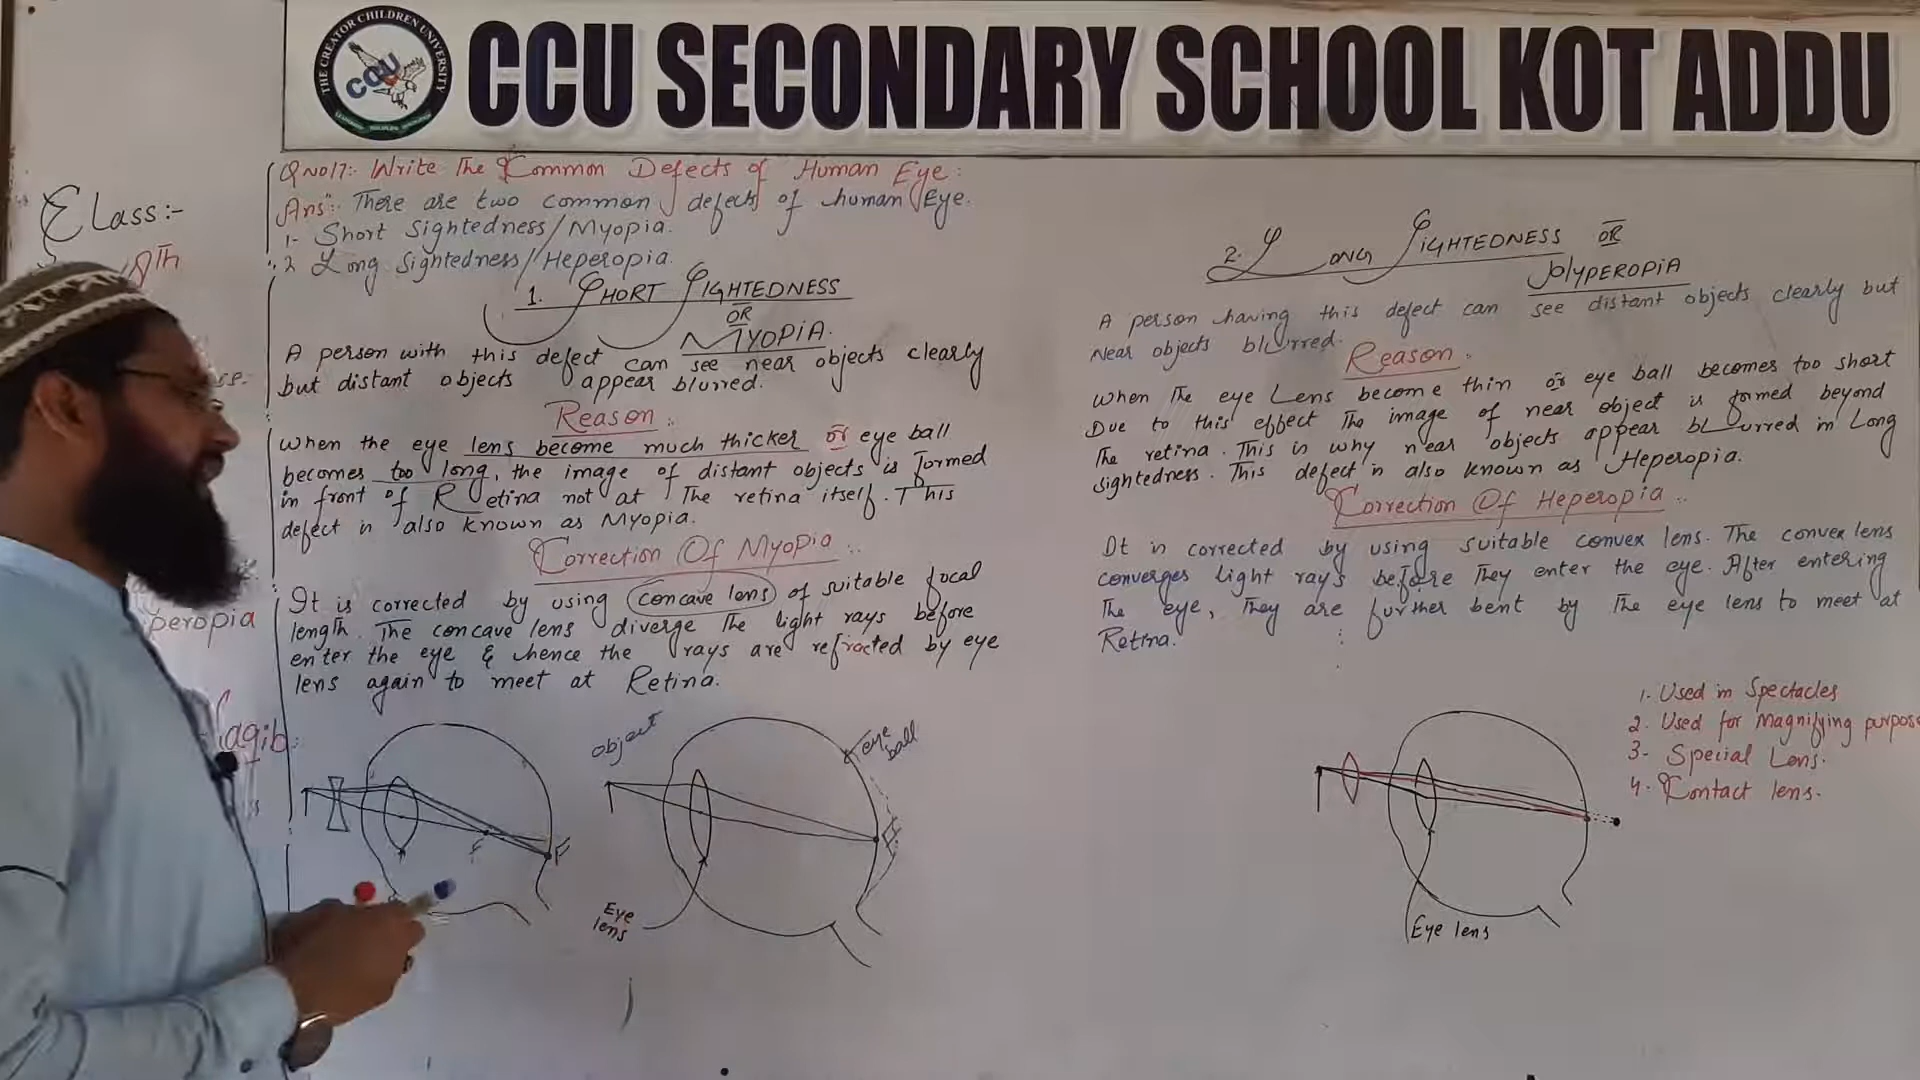 CCU SECONDARY SCHOOL KOT ADDU
THE CREATOR CHILDREN UNIVERSITY
CCU
Class:-
8Th
peropia
Q No17:- Write The Common Defects of Human Eye:
Ans:- There are two common defects of human Eye.
1- Short Sightedness/Myopia.
2 Long Sightedness/Heperopia.
1. SHORT SIGHTEDNESS
OR
MYOPIA.
A person with this defect can see near objects clearly
but distant objects appear blurred.
Reason:
When the eye lens become much thicker or eye ball
becomes too long, the image of distant objects is formed
in front of Retina not at The retina itself. This
defect is also known as Myopia.
Correction Of Myopia:
It is corrected by using concave lens of suitable focal
length. The concave lens diverge The light rays before
enter the eye & whence the rays are refracted by eye
lens again to meet at Retina.
object
eye
ball
F
F
Eye
lens
2. LONG SIGHTEDNESS OR
HYPEROPIA
A person having this defect can see distant objects clearly but
Near objects blurred.
Reason:
When The eye Lens become thin or eye ball becomes too short
Due to this effect The image of near object is formed beyond
The retina. This is why near objects appear blurred in Long
sightedness. This defect is also known as Heperopia.
Correction Of Heperopia:
It is corrected by using suitable convex lens. The convex lens
converges light rays before They enter the eye. After entering
The eye, They are further bent by The eye lens to meet at
Retina.
1. Used in Spectacles
2. Used for Magnifying purpose
3- Special Lens.
4. Contact lens.
Eye lens